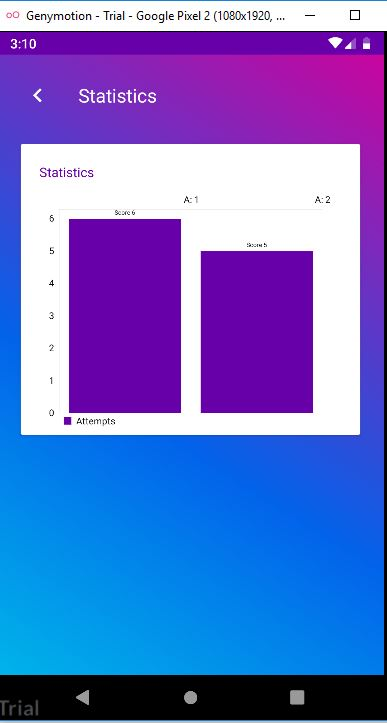 Genymotion - Trial - Google Pixel 2 (1080x1920, ...
3:10
Statistics
Statistics
A: 1 A: 2
Score 6
6
Score 5
5
4
3
2
1
0
Attempts
Trial